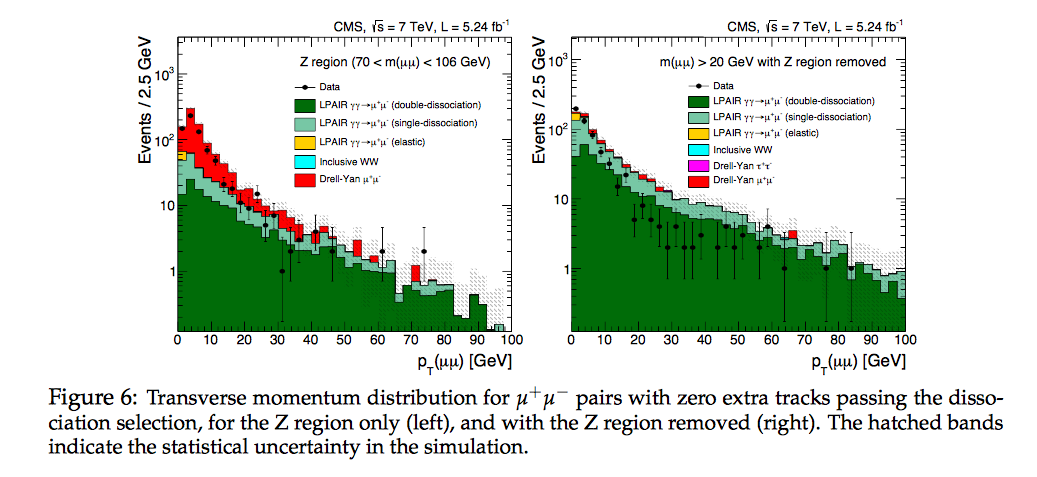 CMS, √s = 7 TeV, L = 5.24 fb⁻¹
Z region (70 < m(μμ) < 106 GeV)
Data
LPAIR γγ→μ⁺μ⁻ (double-dissociation)
LPAIR γγ→μ⁺μ⁻ (single-dissociation)
LPAIR γγ→μ⁺μ⁻ (elastic)
Inclusive WW
Drell-Yan μ⁺μ⁻
Events / 2.5 GeV
10³
10²
10
1
0 10 20 30 40 50 60 70 80 90 100
p_T(μμ) [GeV]
CMS, √s = 7 TeV, L = 5.24 fb⁻¹
m(μμ) > 20 GeV with Z region removed
Data
LPAIR γγ→μ⁺μ⁻ (double-dissociation)
LPAIR γγ→μ⁺μ⁻ (single-dissociation)
LPAIR γγ→μ⁺μ⁻ (elastic)
Inclusive WW
Drell-Yan τ⁺τ⁻
Drell-Yan μ⁺μ⁻
Events / 2.5 GeV
10³
10²
10
1
0 10 20 30 40 50 60 70 80 90 100
p_T(μμ) [GeV]
Figure 6: Transverse momentum distribution for μ⁺μ⁻ pairs with zero extra tracks passing the disso-
ciation selection, for the Z region only (left), and with the Z region removed (right). The hatched bands
indicate the statistical uncertainty in the simulation.